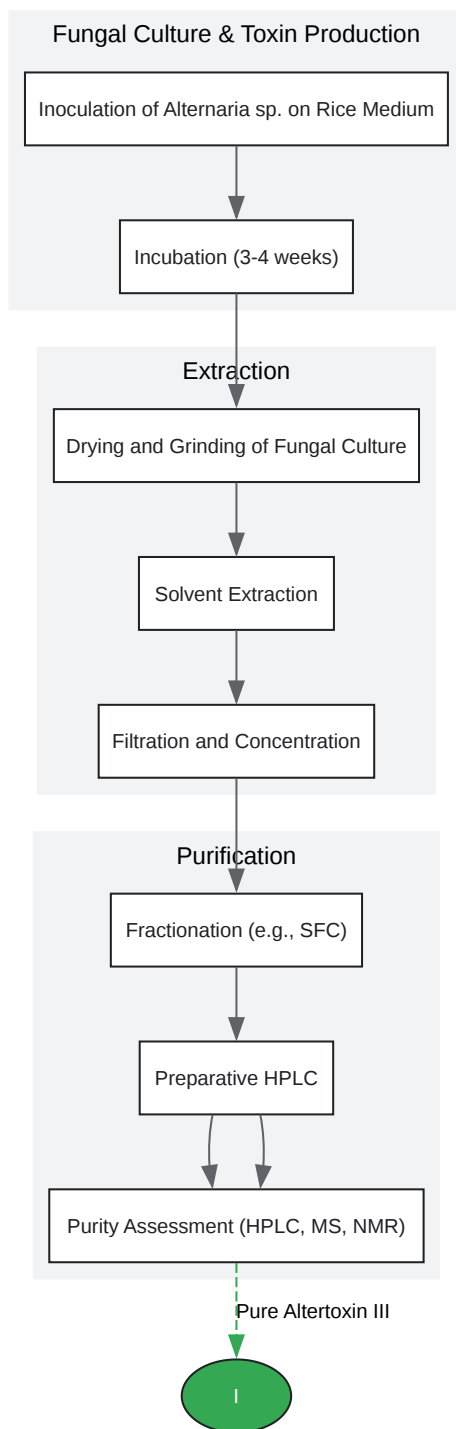 Fungal Culture & Toxin Production
Inoculation of Alternaria sp. on Rice Medium
Incubation (3-4 weeks)
Extraction
Drying and Grinding of Fungal Culture
Solvent Extraction
Filtration and Concentration
Purification
Fractionation (e.g., SFC)
Preparative HPLC
Purity Assessment (HPLC, MS, NMR)
Pure Altertoxin III
I